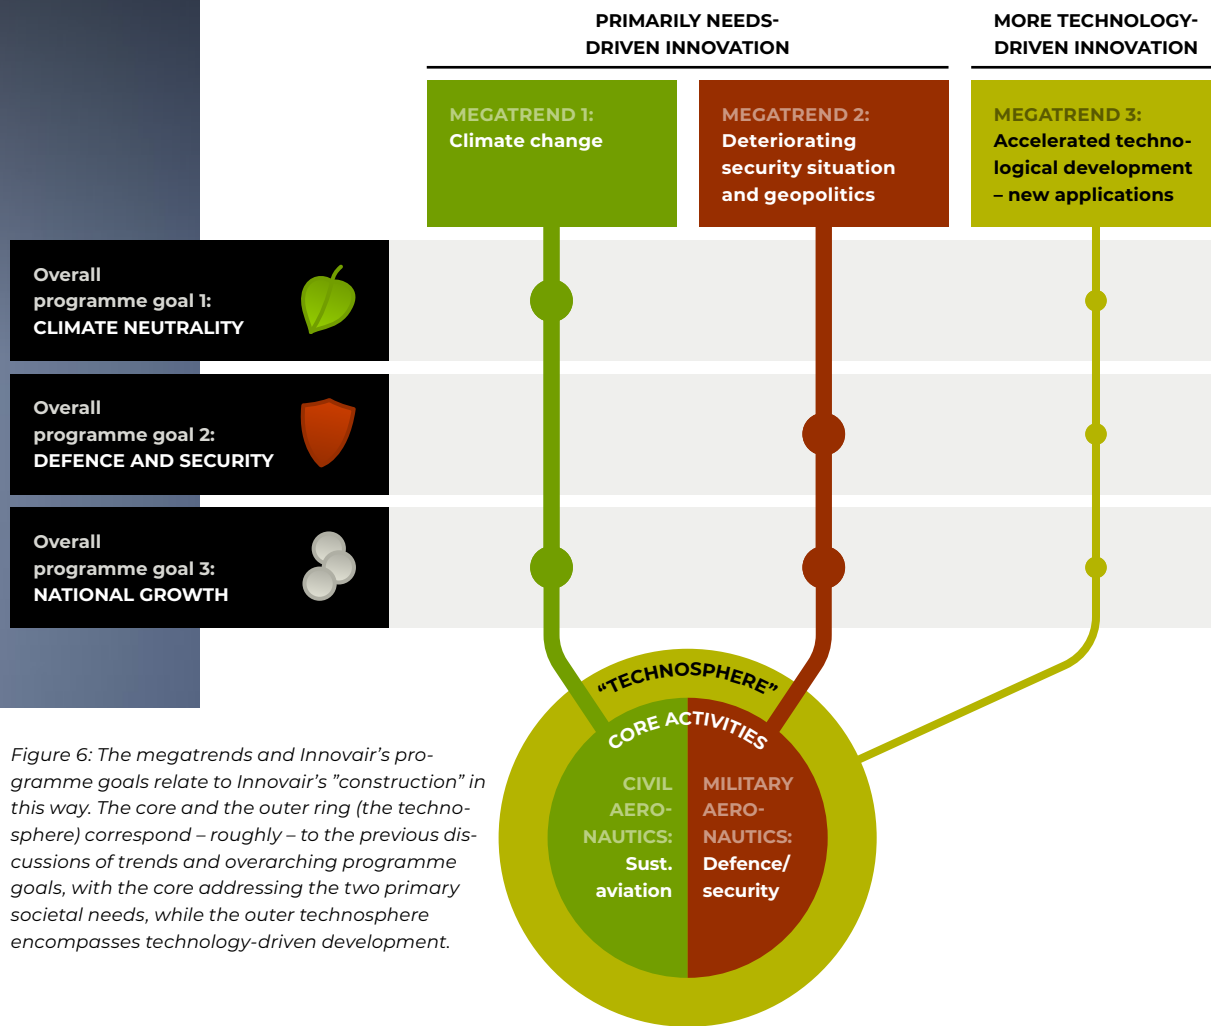 PRIMARILY NEEDS-
DRIVEN INNOVATION
MORE TECHNOLOGY-
DRIVEN INNOVATION
MEGATREND 1:
Climate change
MEGATREND 2:
Deteriorating
security situation
and geopolitics
MEGATREND 3:
Accelerated techno-
logical development
– new applications
Overall
programme goal 1:
CLIMATE NEUTRALITY
Overall
programme goal 2:
DEFENCE AND SECURITY
Overall
programme goal 3:
NATIONAL GROWTH
“TECHNOSPHERE”
CORE ACTIVITIES
CIVIL
AERO-
NAUTICS:
Sust.
aviation
MILITARY
AERO-
NAUTICS:
Defence/
security
Figure 6: The megatrends and Innovair’s pro-
gramme goals relate to Innovair’s ”construction” in
this way. The core and the outer ring (the techno-
sphere) correspond – roughly – to the previous dis-
cussions of trends and overarching programme
goals, with the core addressing the two primary
societal needs, while the outer technosphere
encompasses technology-driven development.